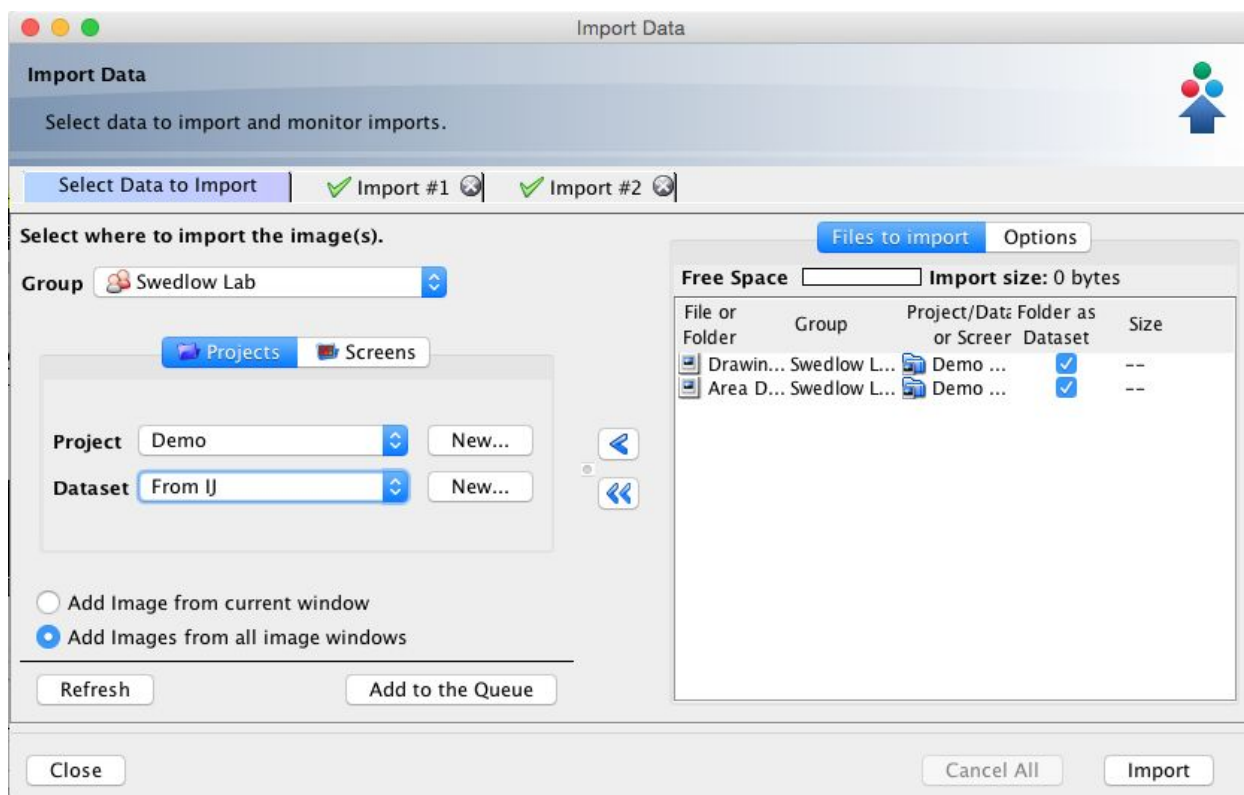 Import Data
Import Data
Select data to import and monitor imports.
Select Data to Import Import #1 Import #2
Select where to import the image(s).
Group Swedlow Lab
Projects Screens
Project Demo New...
Dataset From IJ New...
Add Image from current window
Add Images from all image windows
Refresh Add to the Queue
Files to import Options
Free Space Import size: 0 bytes
File or Folder Group Project/Data or Screen Folder as Dataset Size
Drawin... Swedlow L... Demo ... --
Area D... Swedlow L... Demo ... --
Close Cancel All Import